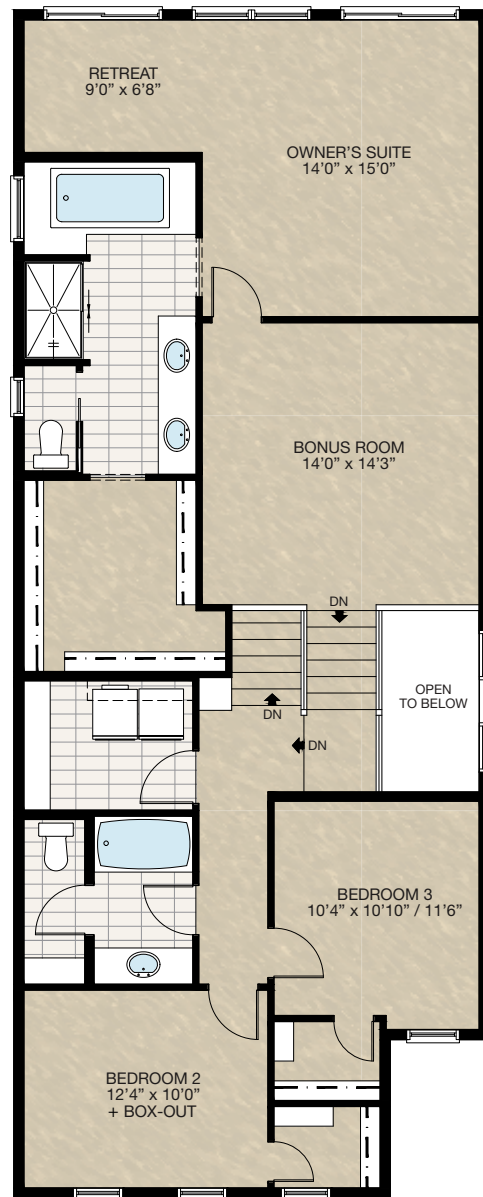 RETREAT
9’0” x 6’8”
OWNER’S SUITE
14’0” x 15’0”
BONUS ROOM
14’0” x 14’3”
DN
OPEN
TO BELOW
DN
DN
BEDROOM 3
10’4” x 10’10” / 11’6”
BEDROOM 2
12’4” x 10’0”
+ BOX-OUT